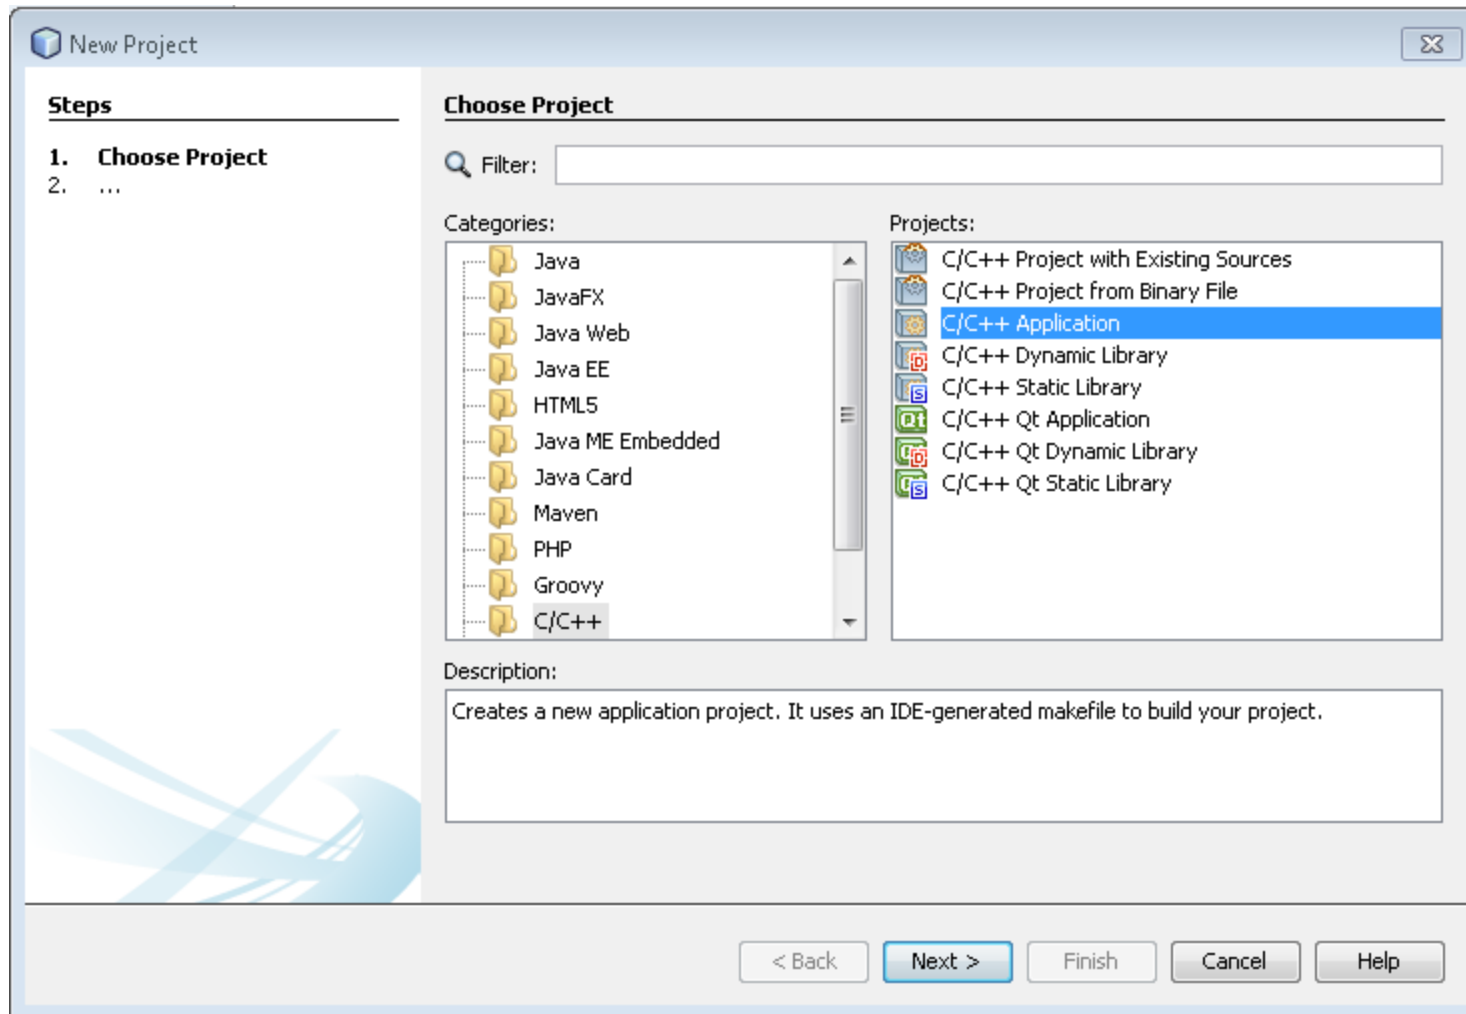 New Project
Steps
1. Choose Project
2. ...
Choose Project
Filter:
Categories:
Java
JavaFX
Java Web
Java EE
HTML5
Java ME Embedded
Java Card
Maven
PHP
Groovy
C/C++
Projects:
C/C++ Project with Existing Sources
C/C++ Project from Binary File
C/C++ Application
C/C++ Dynamic Library
C/C++ Static Library
C/C++ Qt Application
C/C++ Qt Dynamic Library
C/C++ Qt Static Library
Description:
Creates a new application project. It uses an IDE-generated makefile to build your project.
< Back Next > Finish Cancel Help